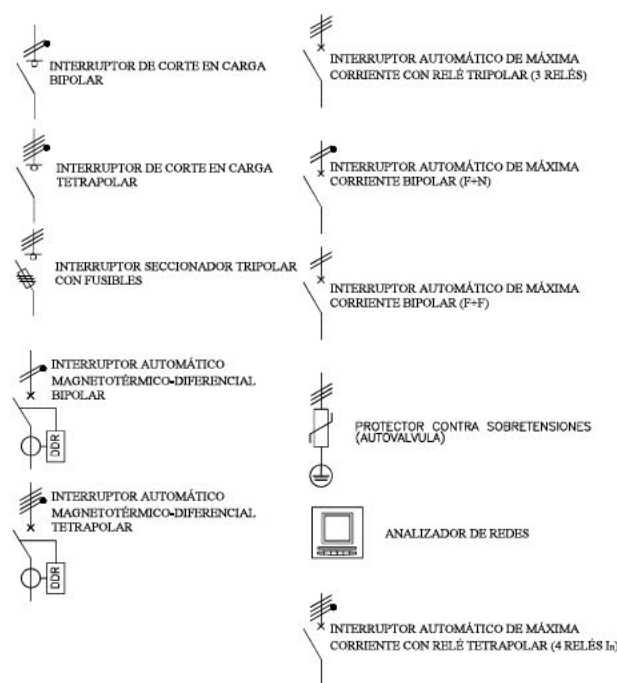 INTERRUPTOR DE CORTE EN CARGA
BIPOLAR
INTERRUPTOR DE CORTE EN CARGA
TETRAPOLAR
INTERRUPTOR SECCIONADOR TRIPOLAR
CON FUSIBLES
INTERRUPTOR AUTOMÁTICO
MAGNETOTÉRMICO-DIFERENCIAL
BIPOLAR
DDR
INTERRUPTOR AUTOMÁTICO
MAGNETOTÉRMICO-DIFERENCIAL
TETRAPOLAR
DDR
INTERRUPTOR AUTOMÁTICO DE MÁXIMA
CORRIENTE CON RELÉ TRIPOLAR (3 RELÉS)
INTERRUPTOR AUTOMÁTICO DE MÁXIMA
CORRIENTE BIPOLAR (F+N)
INTERRUPTOR AUTOMÁTICO DE MÁXIMA
CORRIENTE BIPOLAR (F+F)
PROTECTOR CONTRA SOBRETENSIONES
(AUTOVALVULA)
ANALIZADOR DE REDES
INTERRUPTOR AUTOMÁTICO DE MÁXIMA
CORRIENTE CON RELÉ TETRAPOLAR (4 RELÉS In)